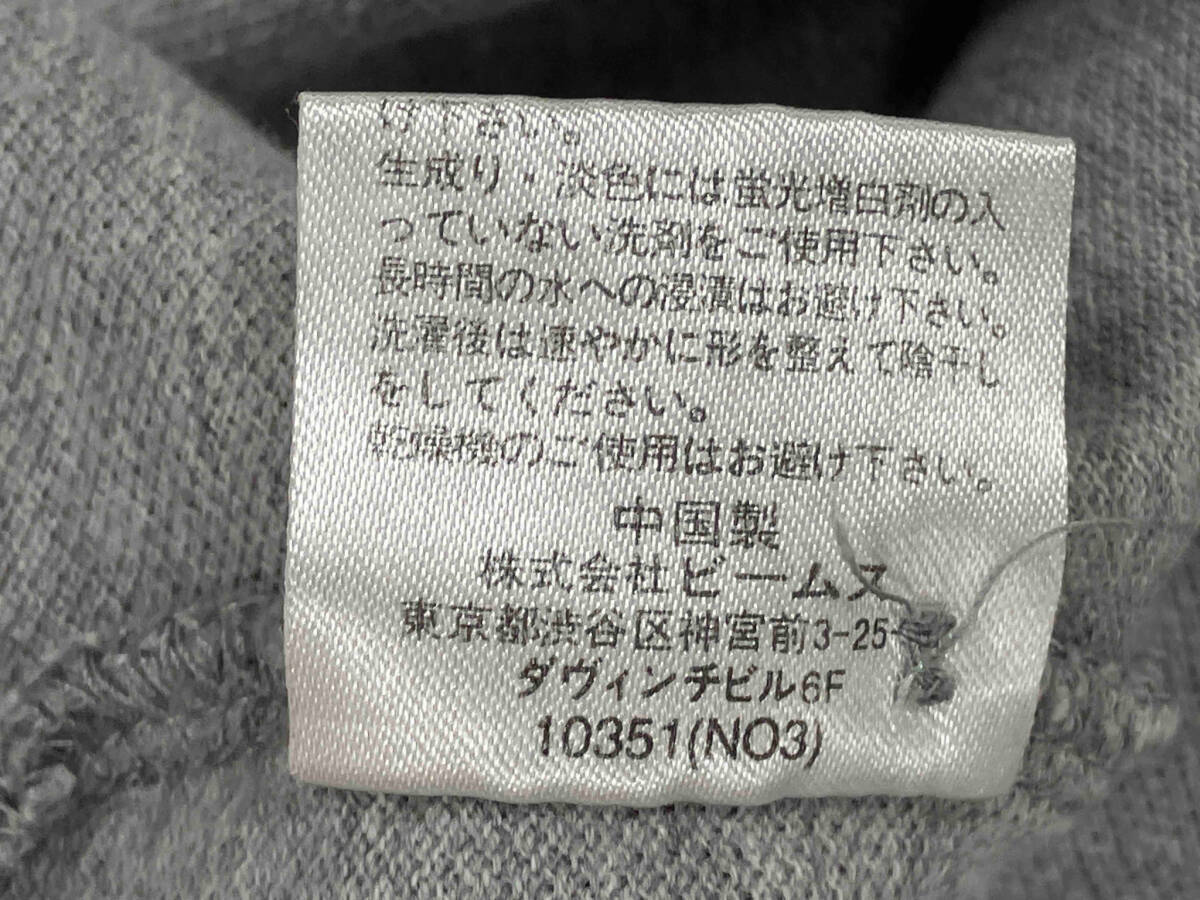 け下さい。
生成り・淡色には蛍光増白剤の入
っていない洗剤をご使用下さい。
長時間の水への浸漬はお避け下さい。
洗濯後は速やかに形を整えて陰干し
をしてください。
乾燥機のご使用はお避け下さい。
中国製
株式会社ビームス
東京都渋谷区神宮前3-25-
ダヴィンチビル6F
10351(NO3)